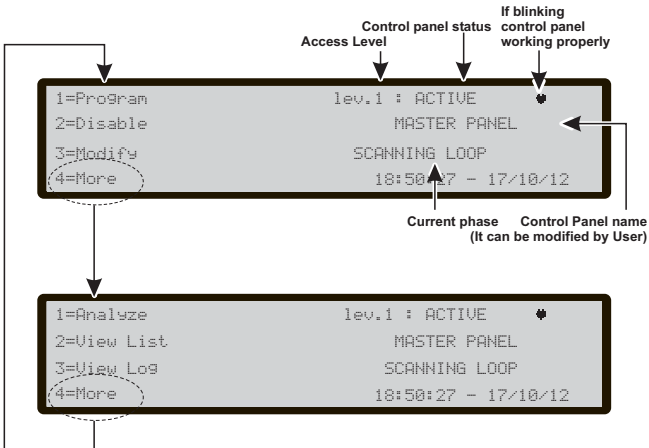 If blinking
control panel
working properly
Control panel status
Access Level
1=Program lev.1 : ACTIVE
2=Disable MASTER PANEL
3=Modify SCANNING LOOP
4=More 18:50:27 - 17/10/12
Current phase Control Panel name
(It can be modified by User)
1=Analyze lev.1 : ACTIVE
2=View List MASTER PANEL
3=View Log SCANNING LOOP
4=More 18:50:27 - 17/10/12